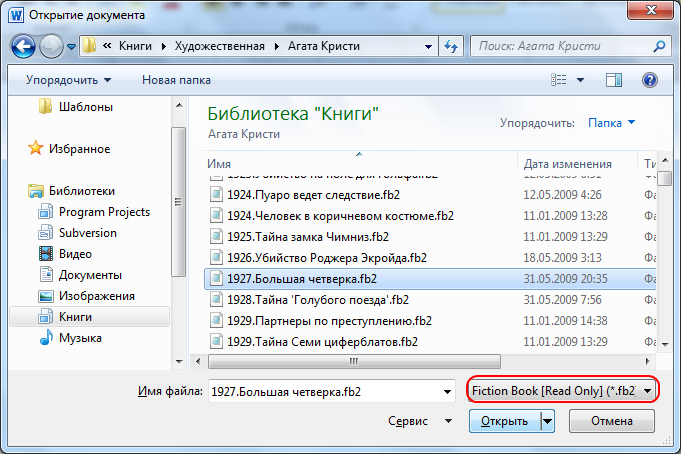 Открытие документа
« Книги ▸ Художественная ▸ Агата Кристи
Поиск: Агата Кристи
Упорядочить Новая папка
Шаблоны
Избранное
Библиотеки
Program Projects
Subversion
Видео
Документы
Изображения
Книги
Музыка
Библиотека "Книги"
Агата Кристи
Упорядочить: Папка
Имя Дата изменения Ти
1924.Пуаро ведет следствие.fb2 12.05.2009 4:26 Фа
1924.Человек в коричневом костюме.fb2 11.01.2009 13:28 Фа
1925.Тайна замка Чимниз.fb2 11.01.2009 13:29 Фа
1926.Убийство Роджера Экройда.fb2 18.05.2009 3:13 Фа
1927.Большая четверка.fb2 31.05.2009 20:35 Фа
1928.Тайна 'Голубого поезда'.fb2 31.05.2009 7:56 Фа
1929.Партнеры по преступлению.fb2 11.01.2009 14:38 Фа
1929.Тайна Семи циферблатов.fb2 11.01.2009 13:29 Фа
Имя файла: 1927.Большая четверка.fb2
Fiction Book [Read Only] (*.fb2
Сервис Открыть Отмена